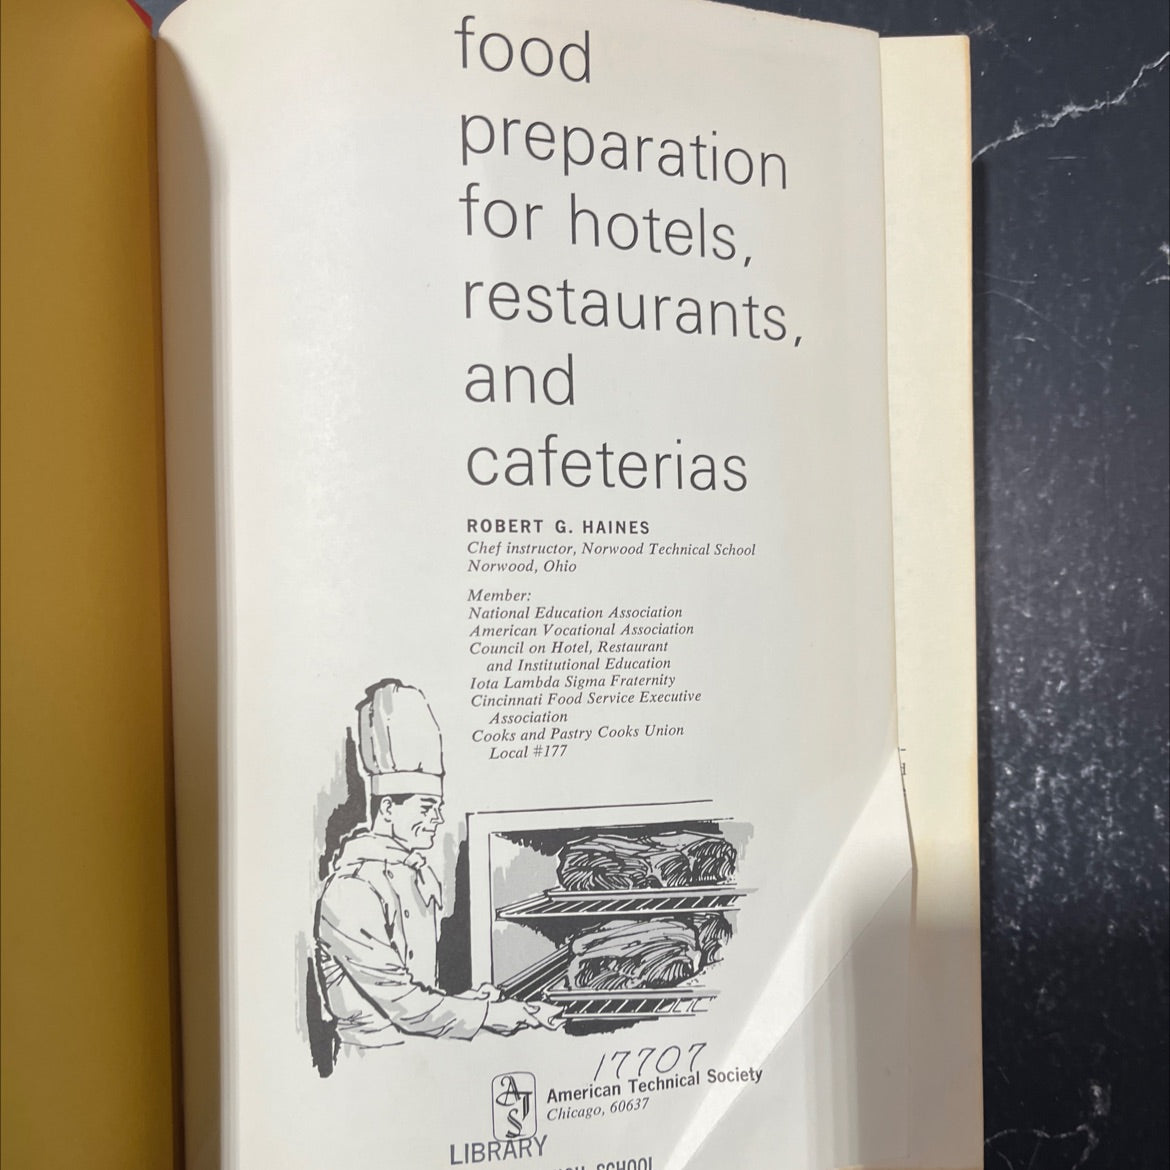 food
preparation
for hotels,
restaurants,
and
cafeterias
ROBERT G. HAINES
Chef instructor, Norwood Technical School
Norwood, Ohio
Member:
National Education Association
American Vocational Association
Council on Hotel, Restaurant
and Institutional Education
Iota Lambda Sigma Fraternity
Cincinnati Food Service Executive
Association
Cooks and Pastry Cooks Union
Local #177
17707
ATS
American Technical Society
Chicago, 60637
LIBRARY
SCHOOL